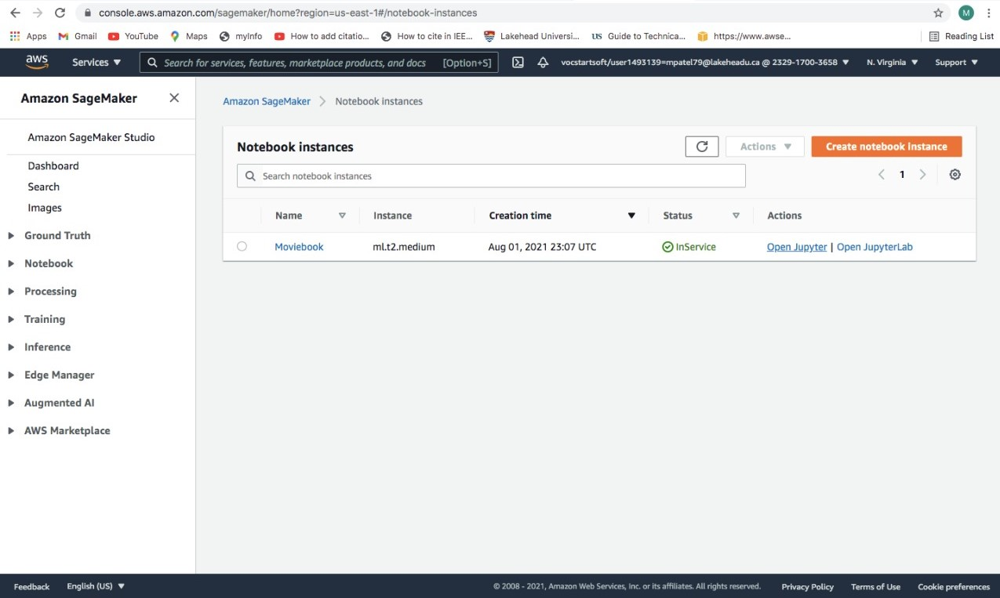 console.aws.amazon.com/sagemaker/home?region=us-east-1#/notebook-instances M
Apps Gmail YouTube Maps myInfo How to add citatio... How to cite in IEE... Lakehead Universi... US Guide to Technica... https://www.awse... Reading List
aws Services Search for services, features, marketplace products, and docs [Option+S] vocstartsoft/user1493139=mpatel79@lakeheadu.ca @ 2329-1700-3658 N. Virginia Support
Amazon SageMaker
Amazon SageMaker Studio
Dashboard
Search
Images
Ground Truth
Notebook
Processing
Training
Inference
Edge Manager
Augmented AI
AWS Marketplace
Amazon SageMaker > Notebook instances
Notebook instances Actions Create notebook instance
Search notebook instances 1
Name Instance Creation time Status Actions
Moviebook ml.t2.medium Aug 01, 2021 23:07 UTC InService Open Jupyter | Open JupyterLab
Feedback English (US) © 2008 - 2021, Amazon Web Services, Inc. or its affiliates. All rights reserved. Privacy Policy Terms of Use Cookie preferences